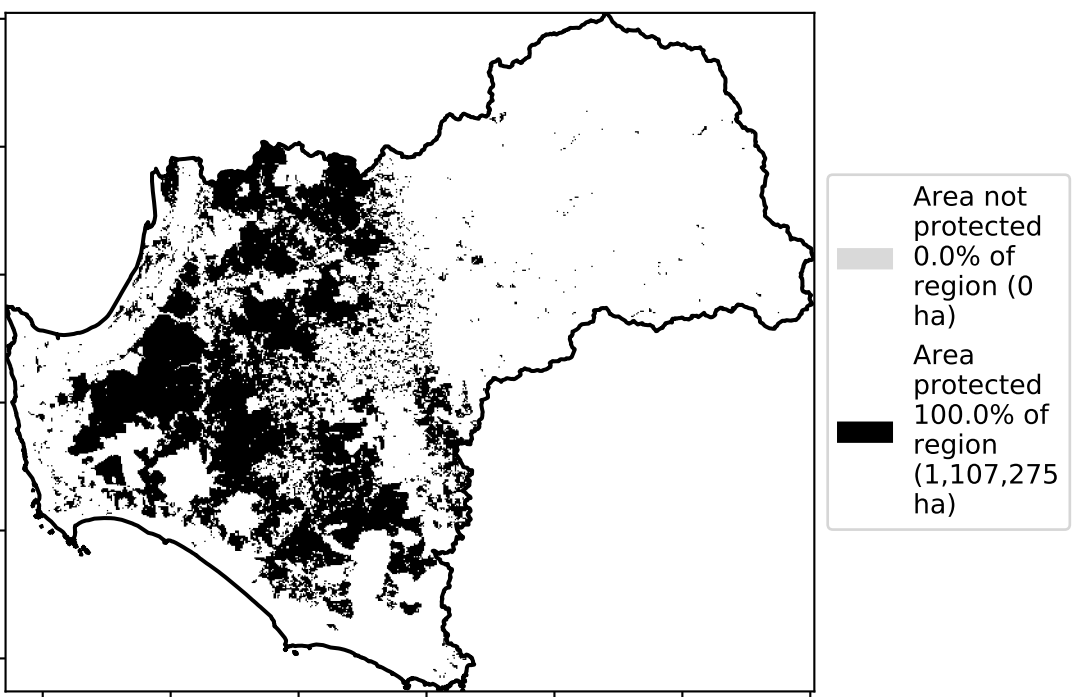 Area not
protected
0.0% of
region (0
ha)
Area
protected
100.0% of
region
(1,107,275
ha)